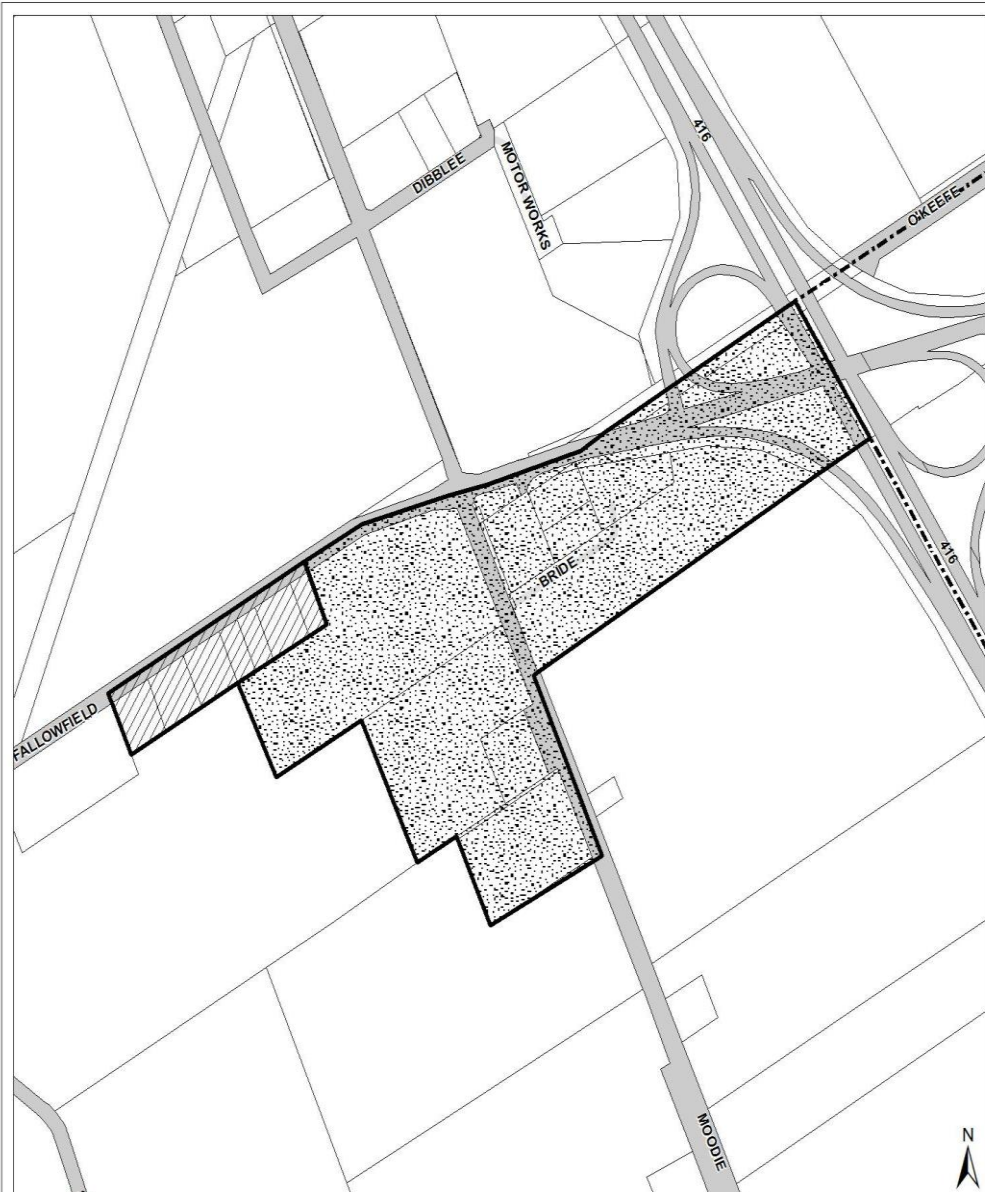 416
O'KEEFE
DIBBLEE
MOTOR WORKS
416
BRIDE
FALLOWFIELD
MOODIE
N